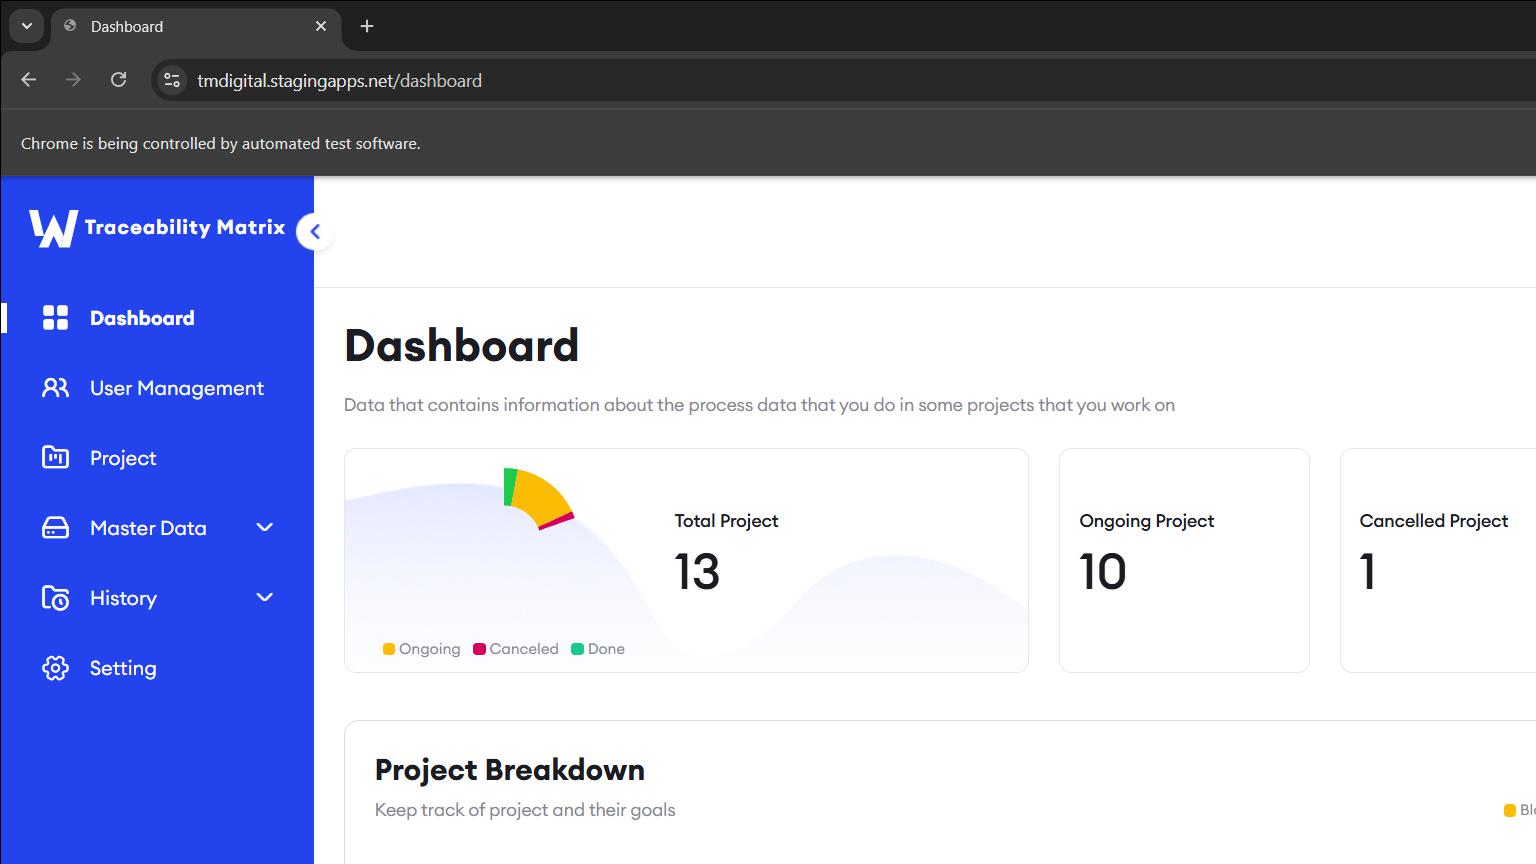 Dashboard
tmdigital.stagingapps.net/dashboard
Chrome is being controlled by automated test software.
Traceability Matrix
Dashboard
User Management
Project
Master Data
History
Setting
Dashboard
Data that contains information about the process data that you do in some projects that you work on
Total Project
13
Ongoing Canceled Done
Ongoing Project
10
Cancelled Project
1
Project Breakdown
Keep track of project and their goals